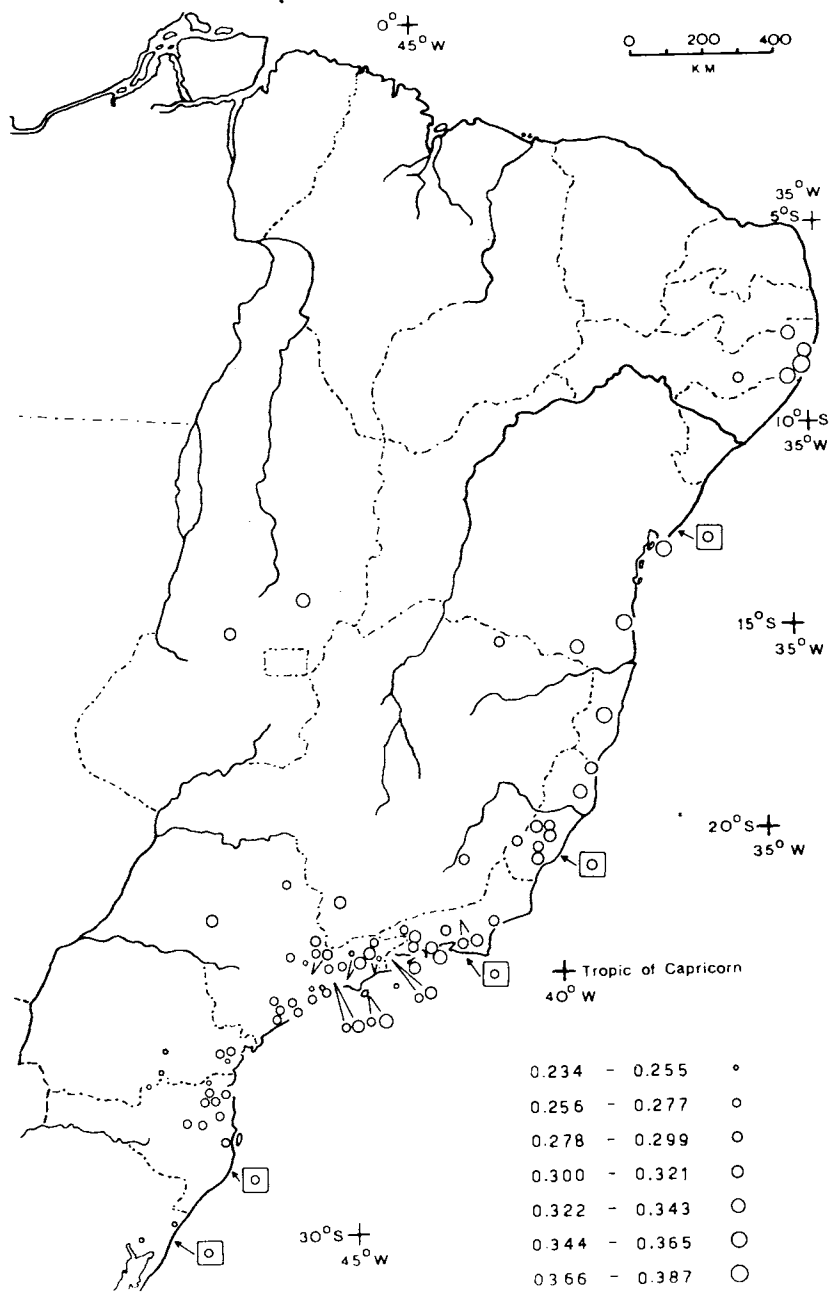 0° 45°W
0 200 400
KM
35°W
5°S
10°S
35°W
15°S
35°W
20°S
35°W
Tropic of Capricorn
40°W
30°S
45°W
0.234 - 0.255
0.256 - 0.277
0.278 - 0.299
0.300 - 0.321
0.322 - 0.343
0.344 - 0.365
0366 - 0.387